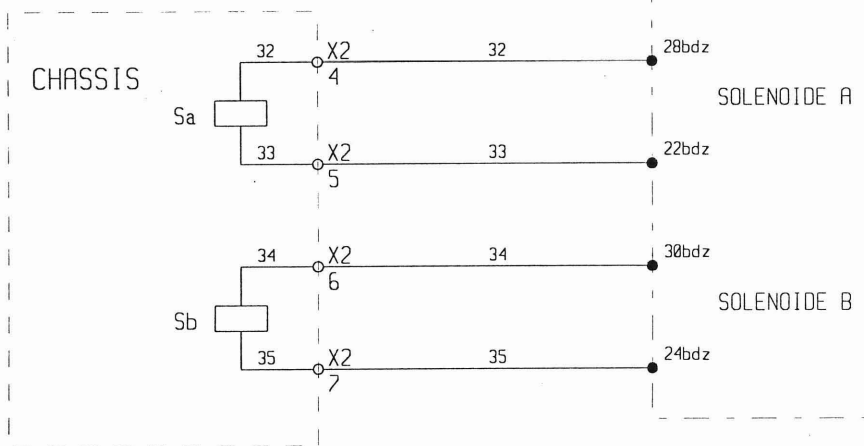 32 X2 32 28bdz
4
CHASSIS
SOLENOIDE A
Sa
33 X2 33 22bdz
5
34 X2 34 30bdz
6
SOLENOIDE B
Sb
35 X2 35 24bdz
7